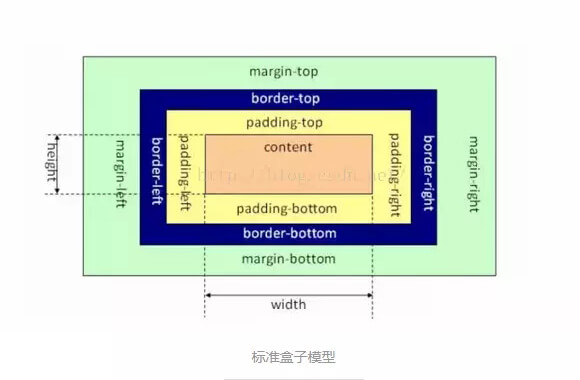 margin-top
border-top
padding-top
content
height
margin-left
border-left
padding-left
padding-right
border-right
margin-right
http://blog.csdn.net/
padding-bottom
border-bottom
margin-bottom
width
标准盒子模型